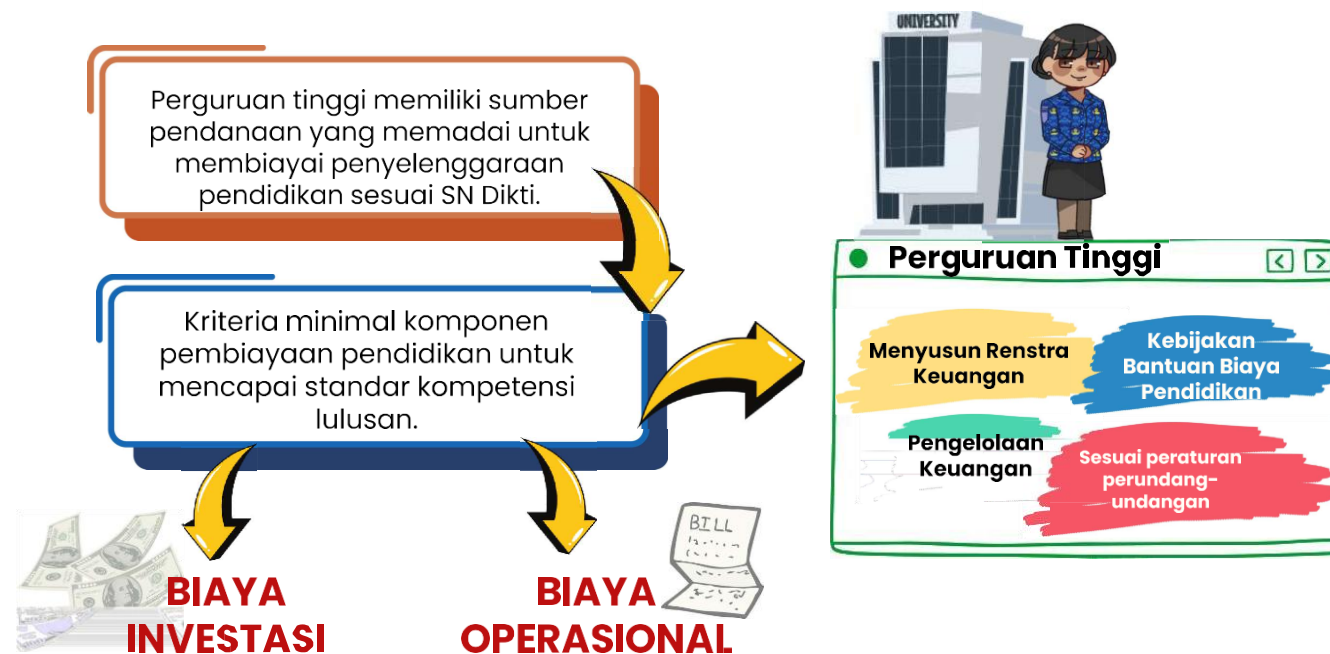 Perguruan tinggi memiliki sumber
pendanaan yang memadai untuk
membiayai penyelenggaraan
pendidikan sesuai SN Dikti.
Kriteria minimal komponen
pembiayaan pendidikan untuk
mencapai standar kompetensi
lulusan.
BIAYA
INVESTASI
BILL
BIAYA
OPERASIONAL
UNIVERSITY
Perguruan Tinggi
Menyusun Renstra
Keuangan
Kebijakan
Bantuan Biaya
Pendidikan
Pengelolaan
Keuangan
Sesuai peraturan
perundang-
undangan